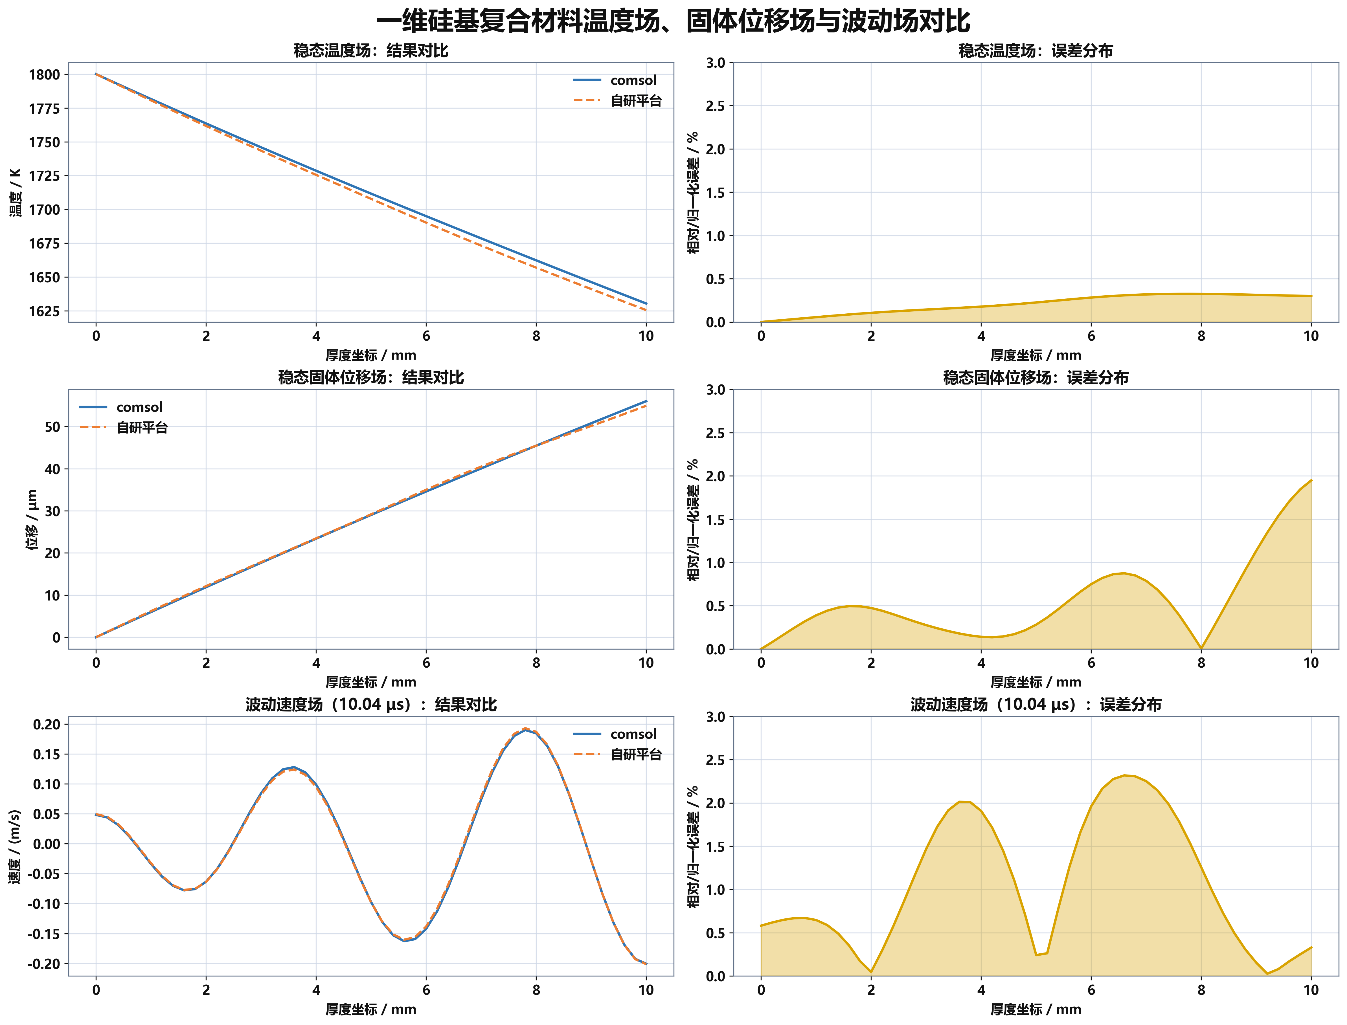 一维硅基复合材料温度场、固体位移场与波动场对比
稳态温度场：结果对比
1800
1775
1750
1725
1700
1675
1650
1625
温度 / K
comsol
自研平台
0 2 4 6 8 10
厚度坐标 / mm
稳态温度场：误差分布
3.0
2.5
2.0
1.5
1.0
0.5
0.0
相对/归一化误差 / %
0 2 4 6 8 10
厚度坐标 / mm
稳态固体位移场：结果对比
50
40
30
20
10
0
位移 / μm
comsol
自研平台
0 2 4 6 8 10
厚度坐标 / mm
稳态固体位移场：误差分布
3.0
2.5
2.0
1.5
1.0
0.5
0.0
相对/归一化误差 / %
0 2 4 6 8 10
厚度坐标 / mm
波动速度场（10.04 μs）：结果对比
0.20
0.15
0.10
0.05
0.00
-0.05
-0.10
-0.15
-0.20
速度 / (m/s)
comsol
自研平台
0 2 4 6 8 10
厚度坐标 / mm
波动速度场（10.04 μs）：误差分布
3.0
2.5
2.0
1.5
1.0
0.5
0.0
相对/归一化误差 / %
0 2 4 6 8 10
厚度坐标 / mm